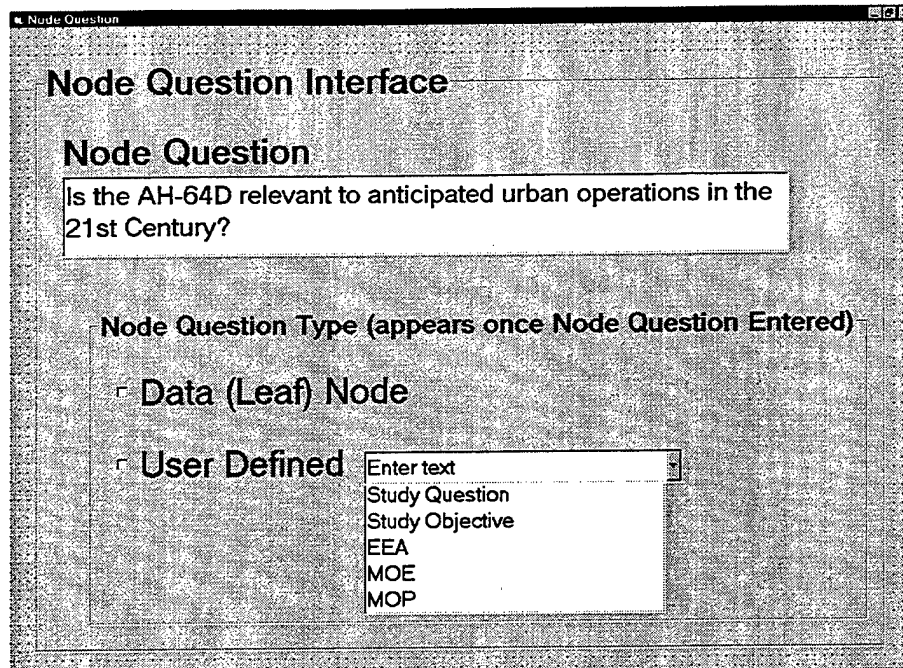 Node Question
Node Question Interface
Node Question
Is the AH-64D relevant to anticipated urban operations in the
21st Century?
Node Question Type (appears once Node Question Entered)
Data (Leaf) Node
User Defined
Enter text
Study Question
Study Objective
EEA
MOE
MOP